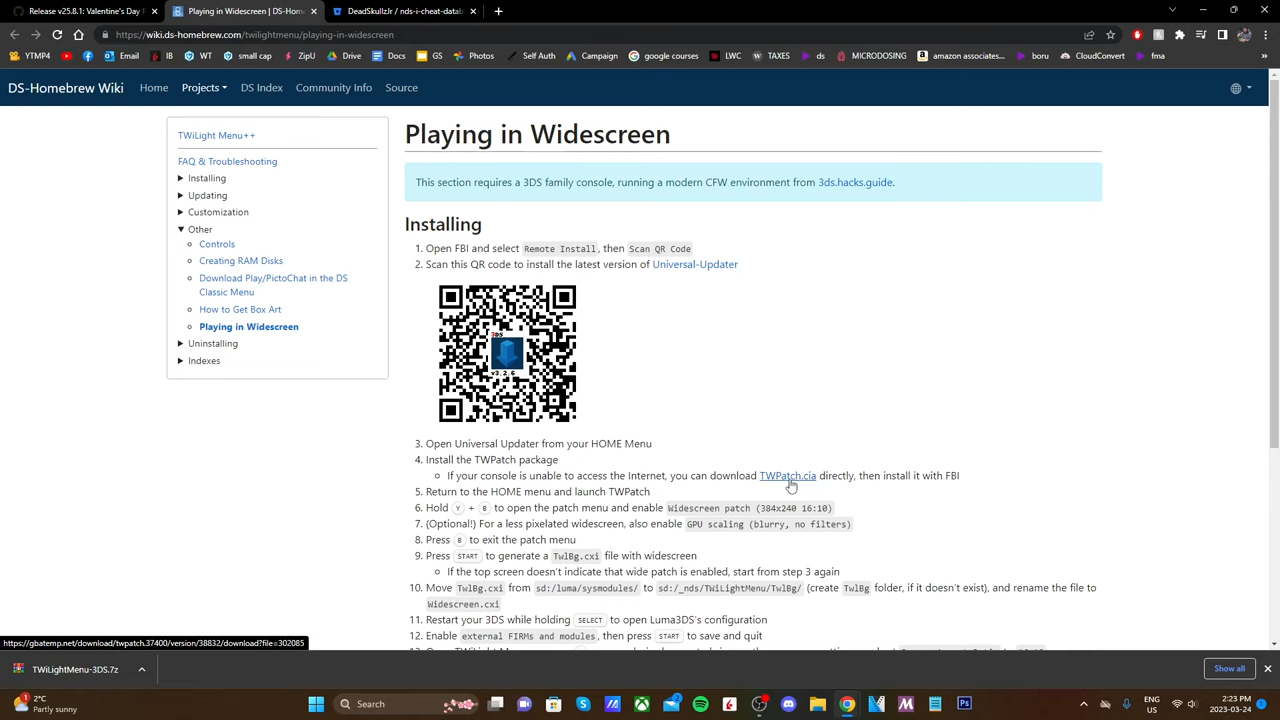 Release v25.8.1: Valentine's Day F
Playing in Widescreen | DS-Hom
DeadSkullzJr / nds-cheat-databa
https://wiki.ds-homebrew.com/twilightmenu/playing-in-widescreen
YTMP4
Email
IB
WT
small cap
ZipU
Drive
Docs
GS
Photos
Self Auth
Campaign
google courses
LWC
TAXES
ds
MICRODOSING
amazon associates...
boru
CloudConvert
fma
DS-Homebrew Wiki
Home
Projects
DS Index
Community Info
Source
TWiLight Menu++
FAQ & Troubleshooting
Installing
Updating
Customization
Other
Controls
Creating RAM Disks
Download Play/PictoChat in the DS
Classic Menu
How to Get Box Art
Playing in Widescreen
Uninstalling
Indexes
Playing in Widescreen
This section requires a 3DS family console, running a modern CFW environment from 3ds.hacks.guide.
Installing
1. Open FBI and select Remote Install, then Scan QR Code
2. Scan this QR code to install the latest version of Universal-Updater
3DS
v3.2.6
3. Open Universal Updater from your HOME Menu
4. Install the TWPatch package
If your console is unable to access the Internet, you can download TWPatch.cia directly, then install it with FBI
5. Return to the HOME menu and launch TWPatch
6. Hold Y + B to open the patch menu and enable Widescreen patch (384x240 16:10)
7. (Optional!) For a less pixelated widescreen, also enable GPU scaling (blurry, no filters)
8. Press B to exit the patch menu
9. Press START to generate a TwlBg.cxi file with widescreen
If the top screen doesn't indicate that wide patch is enabled, start from step 3 again
10. Move TwlBg.cxi from sd:/luma/sysmodules/ to sd:/_nds/TWiLightMenu/TwlBg/ (create TwlBg folder, if it doesn't exist), and rename the file to
Widescreen.cxi
11. Restart your 3DS while holding SELECT to open Luma3DS's configuration
12. Enable external FIRMs and modules, then press START to save and quit
https://gbatemp.net/download/twpatch.37400/version/38832/download?file=302085
TWiLightMenu-3DS.7z
Show all
2°C
Partly sunny
Search
ENG
US
2:23 PM
2023-03-24